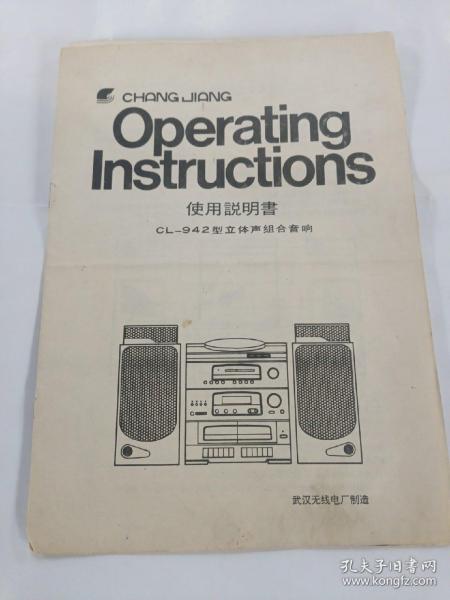 CHANG JIANG
Operating
Instructions
使用説明書
CL-942型立体声组合音响
武汉无线电厂制造
孔夫子旧书网
www.kongfz.com